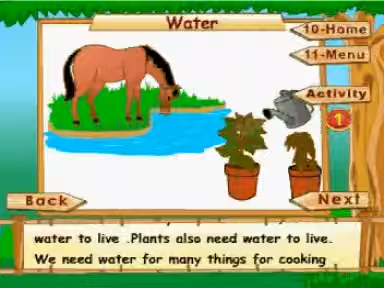 Water
10-Home
11-Menu
Activity
1
Back
Next
water to live .Plants also need water to live.
We need water for many things for cooking ,